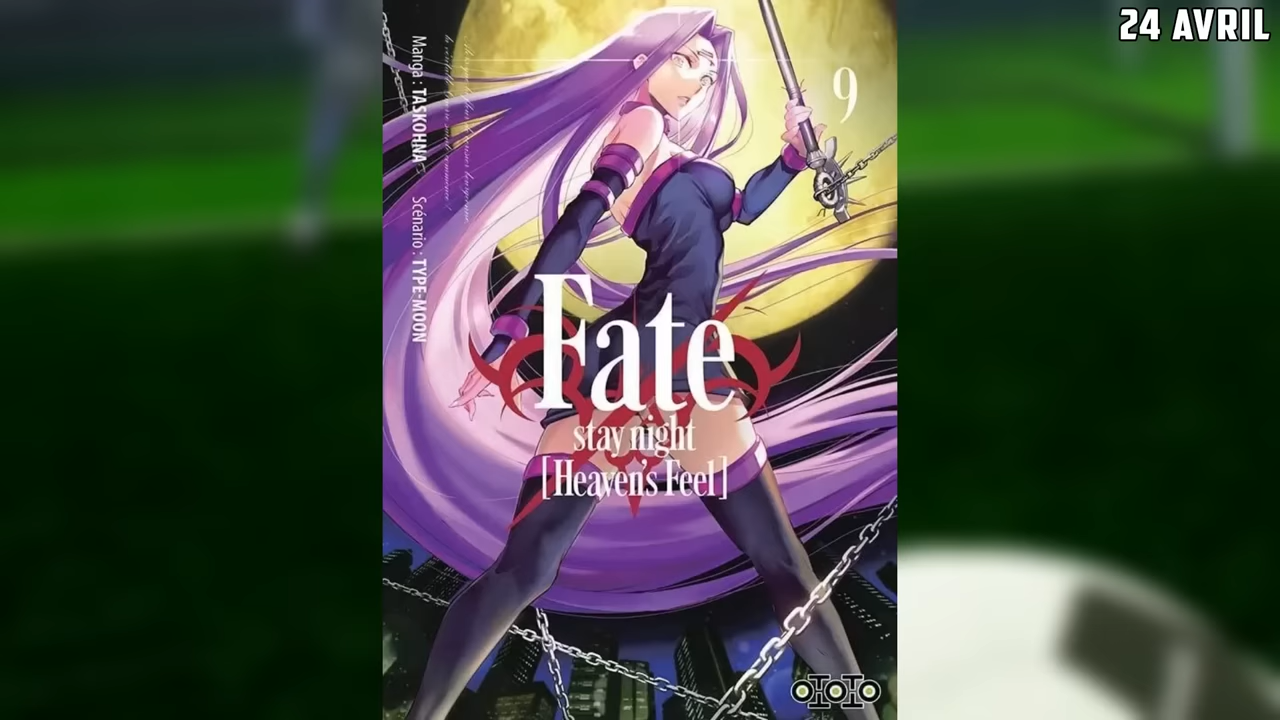 24 AVRIL
9
Manga : TASKOHNA Scénario : TYPE-MOON
Fate
stay night
[Heaven's Feel]
OTOTO